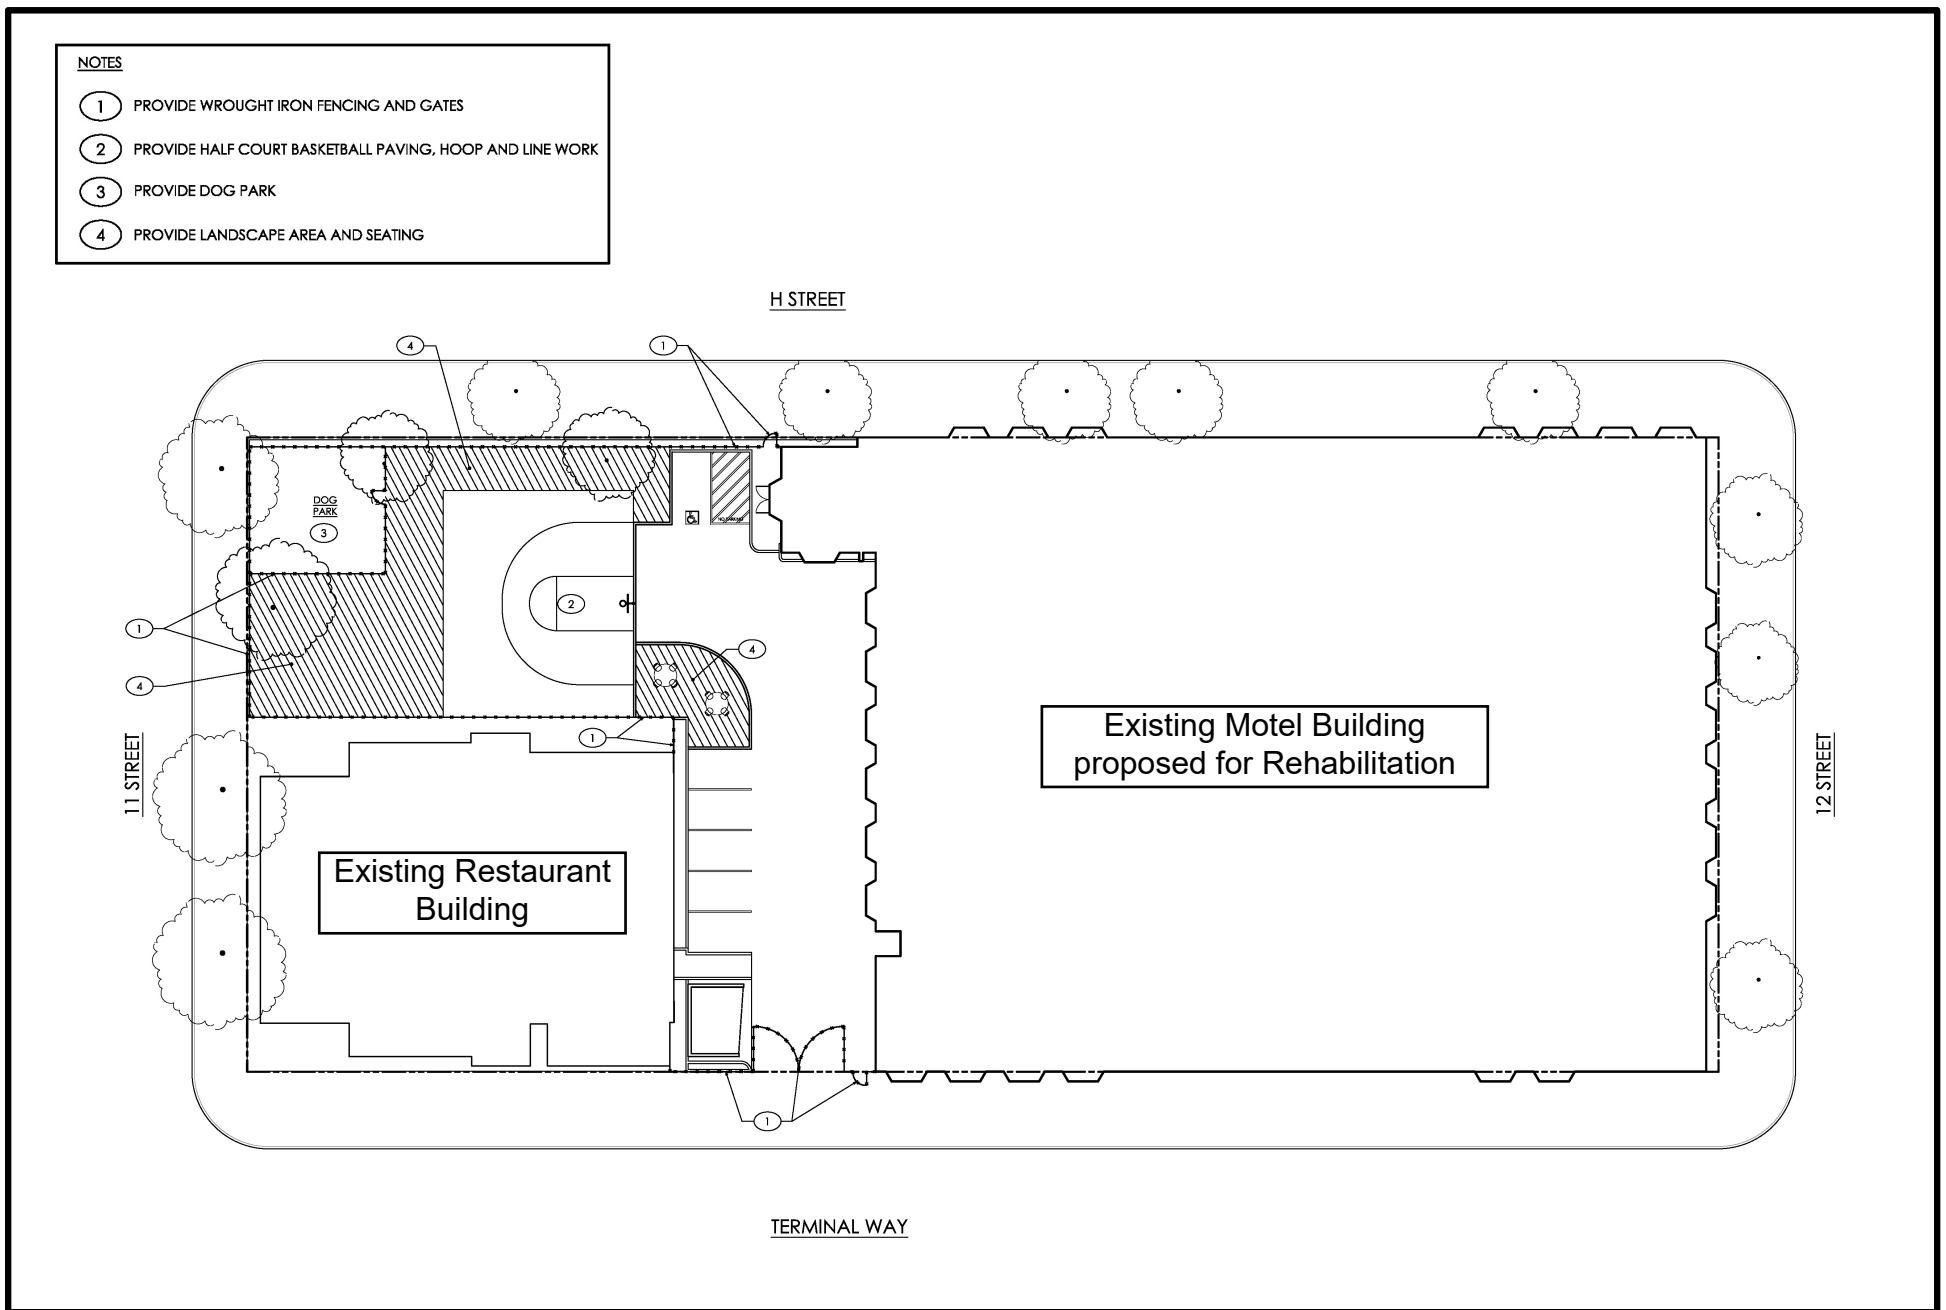 NOTES
1 PROVIDE WROUGHT IRON FENCING AND GATES
2 PROVIDE HALF COURT BASKETBALL PAVING, HOOP AND LINE WORK
3 PROVIDE DOG PARK
4 PROVIDE LANDSCAPE AREA AND SEATING
H STREET
4
1
DOG
PARK
3
NO PARKING
2
1
4
4
1
11 STREET
Existing Motel Building
proposed for Rehabilitation
12 STREET
Existing Restaurant
Building
1
TERMINAL WAY